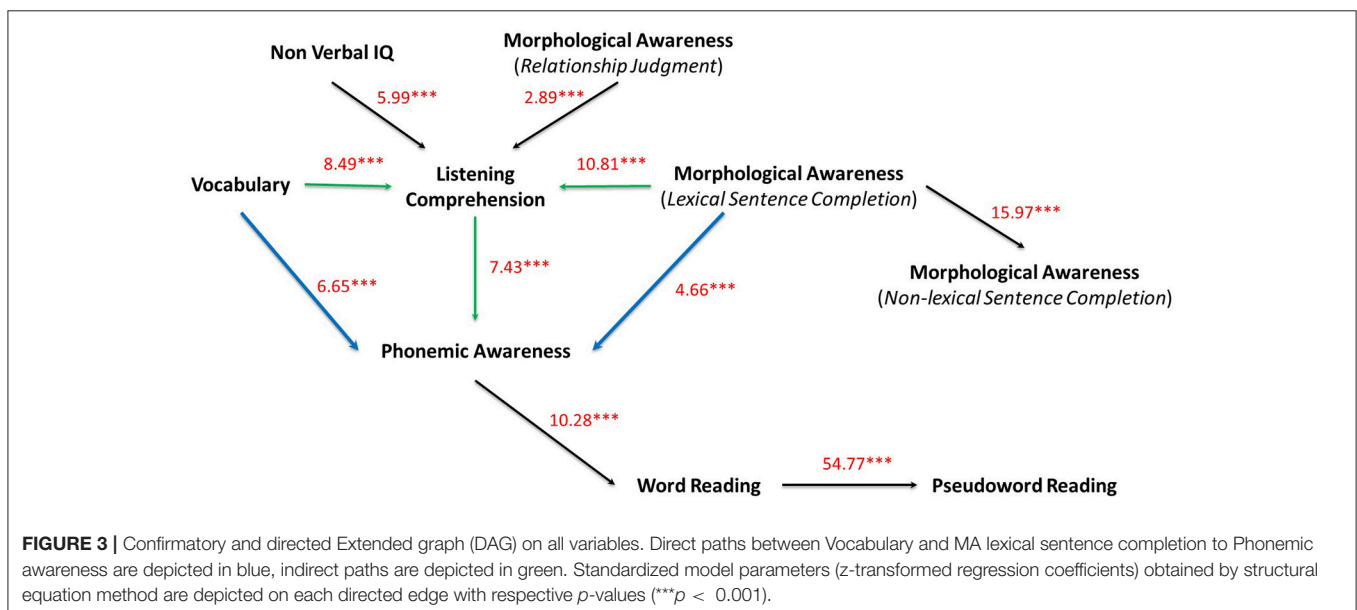 Non Verbal IQ
Morphological Awareness
(Relationship Judgment)
5.99***
2.89***
8.49***
10.81***
Vocabulary
Listening
Comprehension
Morphological Awareness
(Lexical Sentence Completion)
15.97***
7.43***
6.65***
4.66***
Morphological Awareness
(Non-lexical Sentence Completion)
Phonemic Awareness
10.28***
54.77***
Word Reading
Pseudoword Reading
FIGURE 3 | Confirmatory and directed Extended graph (DAG) on all variables. Direct paths between Vocabulary and MA lexical sentence completion to Phonemic
awareness are depicted in blue, indirect paths are depicted in green. Standardized model parameters (z-transformed regression coefficients) obtained by structural
equation method are depicted on each directed edge with respective p-values (***p < 0.001).